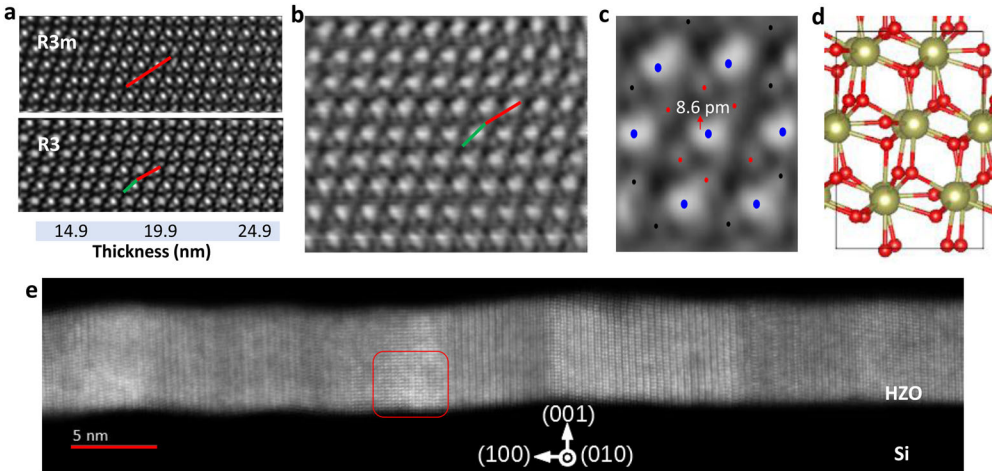 a
R3m
R3
14.9 19.9 24.9
Thickness (nm)
b
c
8.6 pm
d
e
HZO
5 nm
(001)
(100) (010)
Si